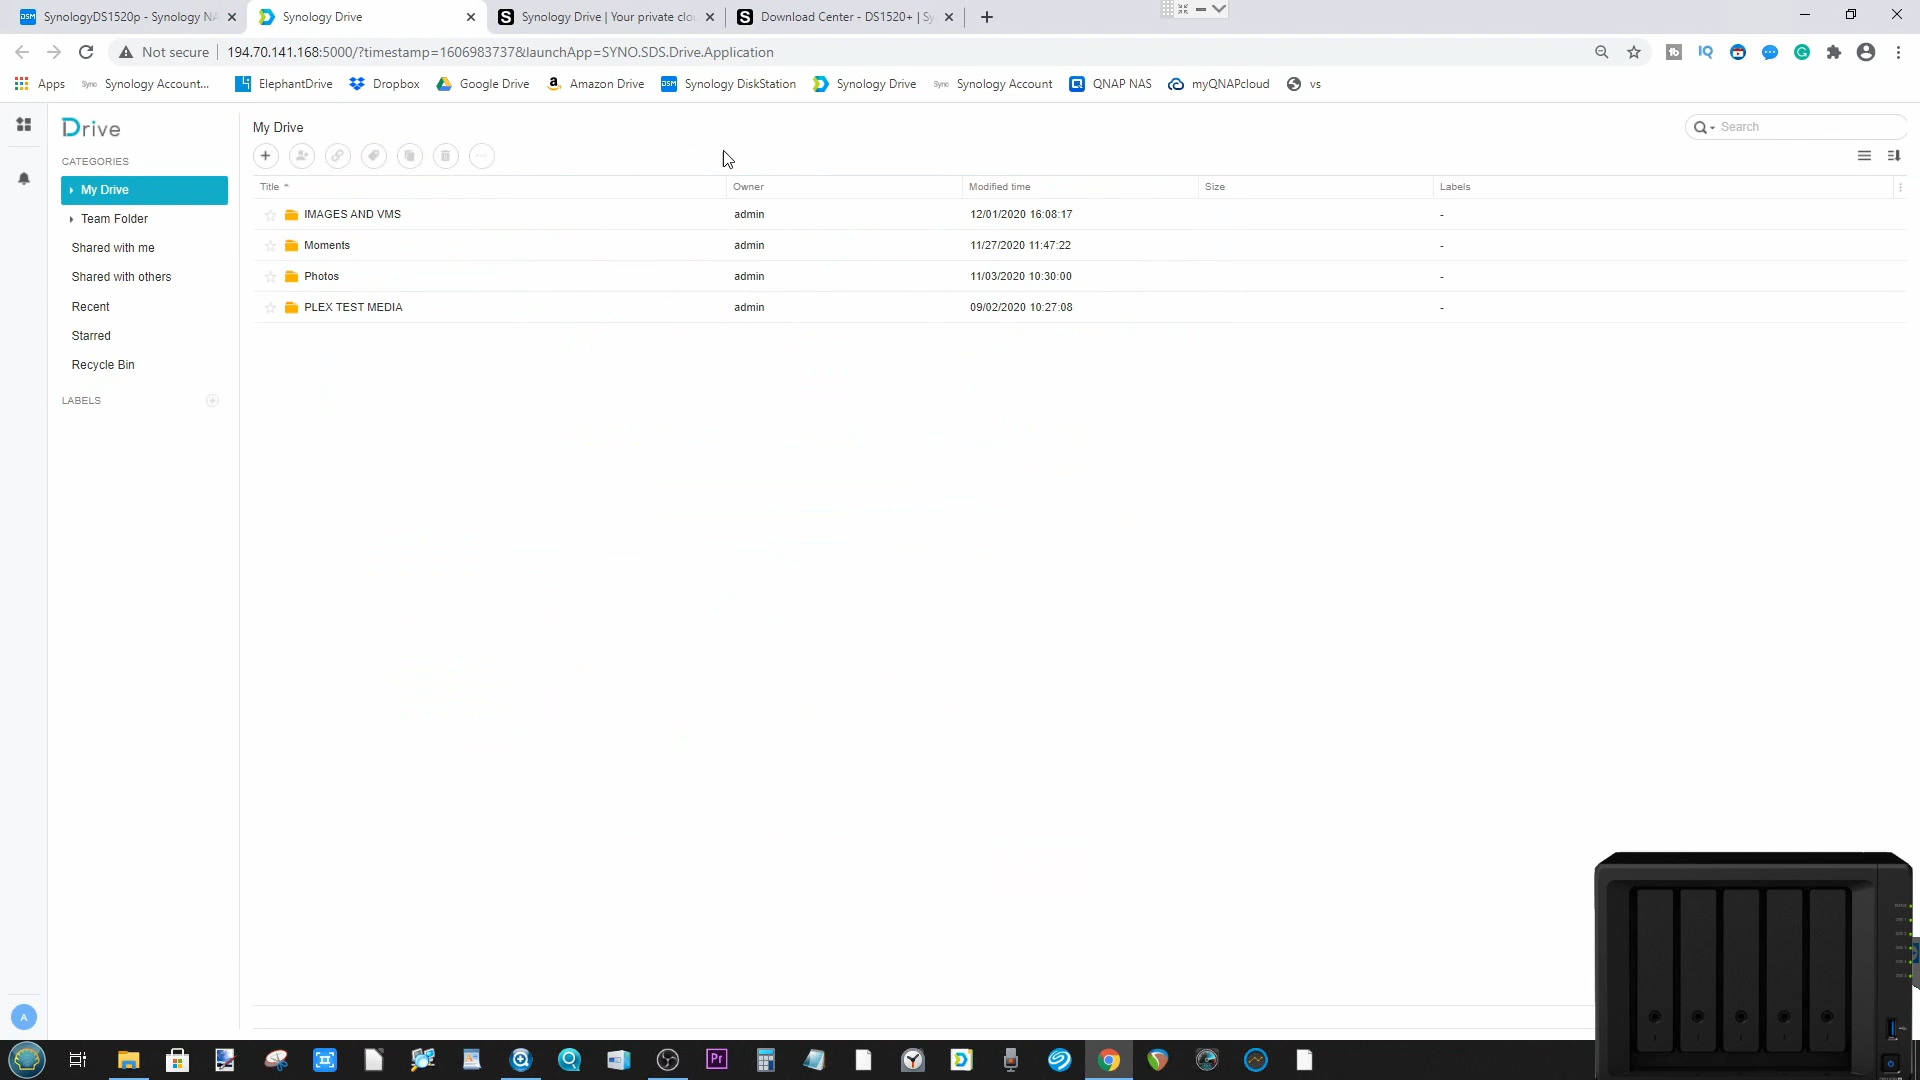 SynologyDS1520p - Synology NA
Synology Drive
Synology Drive | Your private clou
Download Center - DS1520+ | Sy
Not secure
194.70.141.168:5000/?timestamp=1606983737&launchApp=SYNO.SDS.Drive.Application
Apps
Synology Account...
ElephantDrive
Dropbox
Google Drive
Amazon Drive
Synology DiskStation
Synology Drive
Synology Account
QNAP NAS
myQNAPcloud
vs
Drive
My Drive
Search
CATEGORIES
My Drive
Team Folder
Shared with me
Shared with others
Recent
Starred
Recycle Bin
LABELS
Title
Owner
Modified time
Size
Labels
IMAGES AND VMS
admin
12/01/2020 16:08:17
-
Moments
admin
11/27/2020 11:47:22
-
Photos
admin
11/03/2020 10:30:00
-
PLEX TEST MEDIA
admin
09/02/2020 10:27:08
-
A
Pr